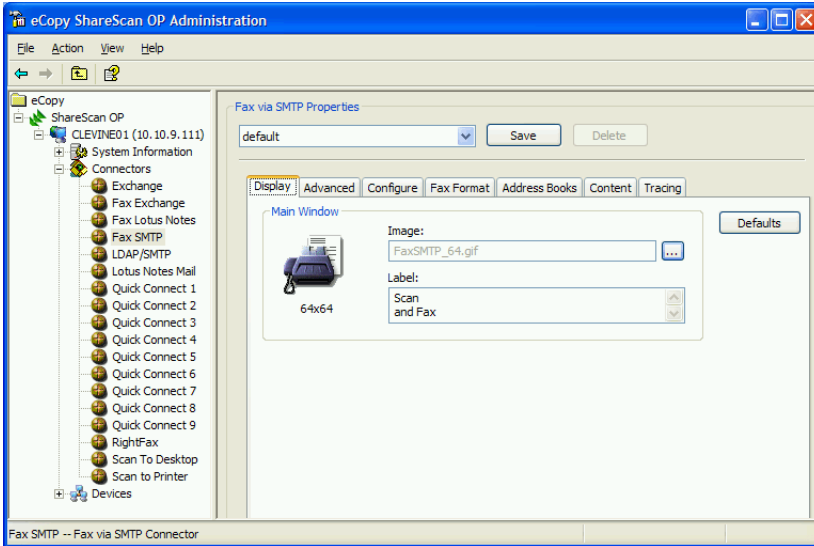 eCopy ShareScan OP Administration
File Action View Help
eCopy
ShareScan OP
CLEVINE01 (10.10.9.111)
System Information
Connectors
Exchange
Fax Exchange
Fax Lotus Notes
Fax SMTP
LDAP/SMTP
Lotus Notes Mail
Quick Connect 1
Quick Connect 2
Quick Connect 3
Quick Connect 4
Quick Connect 5
Quick Connect 6
Quick Connect 7
Quick Connect 8
Quick Connect 9
RightFax
Scan To Desktop
Scan to Printer
Devices
Fax via SMTP Properties
default Save Delete
Display Advanced Configure Fax Format Address Books Content Tracing
Main Window
Defaults
Image:
FaxSMTP_64.gif ...
Label:
Scan
and Fax
64x64
Fax SMTP -- Fax via SMTP Connector